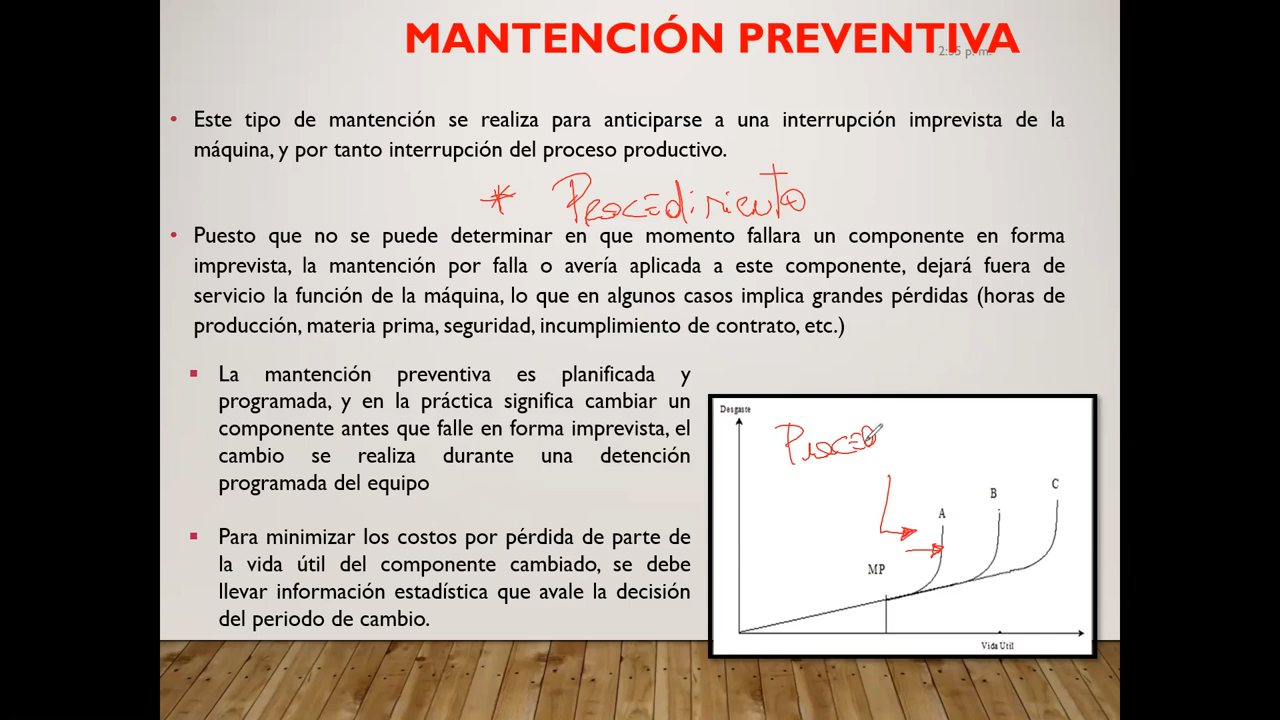 MANTENCIÓN PREVENTIVA
2:35 p. m.
• Este tipo de mantención se realiza para anticiparse a una interrupción imprevista de la
máquina, y por tanto interrupción del proceso productivo.
* Procedimiento
• Puesto que no se puede determinar en que momento fallara un componente en forma
imprevista, la mantención por falla o avería aplicada a este componente, dejará fuera de
servicio la función de la máquina, lo que en algunos casos implica grandes pérdidas (horas de
producción, materia prima, seguridad, incumplimiento de contrato, etc.)
▪ La mantención preventiva es planificada y
programada, y en la práctica significa cambiar un
componente antes que falle en forma imprevista, el
cambio se realiza durante una detención
programada del equipo
▪ Para minimizar los costos por pérdida de parte de
la vida útil del componente cambiado, se debe
llevar información estadística que avale la decisión
del periodo de cambio.
Desgaste
Proced
C
B
A
MP
Vida Util